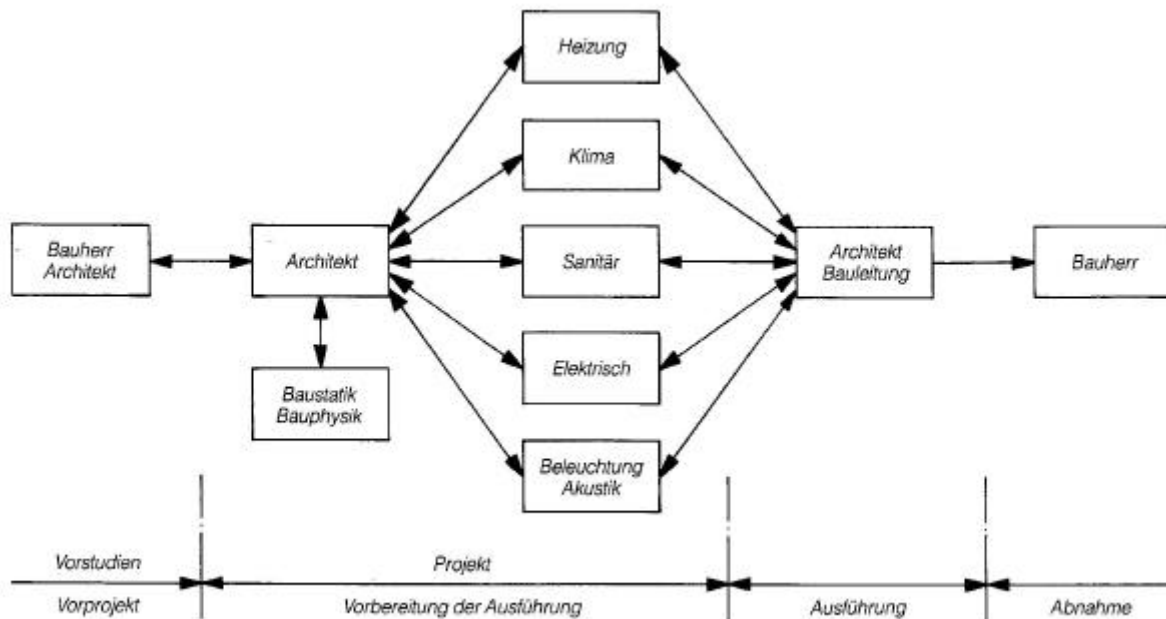 Heizung
Klima
Bauherr
Architekt
Architekt
Sanitär
Architekt
Bauleitung
Bauherr
Baustatik
Bauphysik
Elektrisch
Beleuchtung
Akustik
Vorstudien
Projekt
Vorprojekt
Vorbereitung der Ausführung
Ausführung
Abnahme